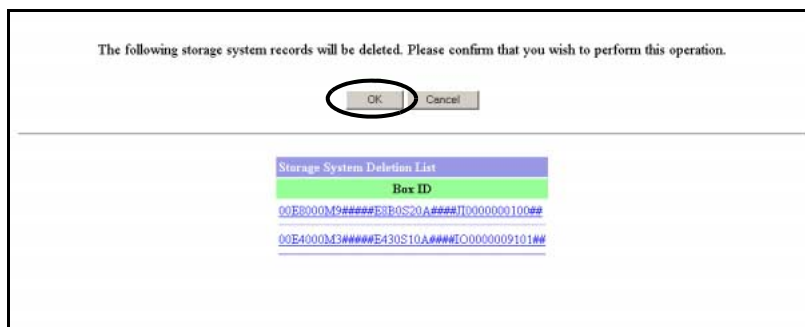 The following storage system records will be deleted. Please confirm that you wish to perform this operation.
OK Cancel
Storage System Deletion List
Box ID
00E8000M9#####E8B0S20A####JI0000000100##
00E4000M3#####E430S10A####IO0000009101##